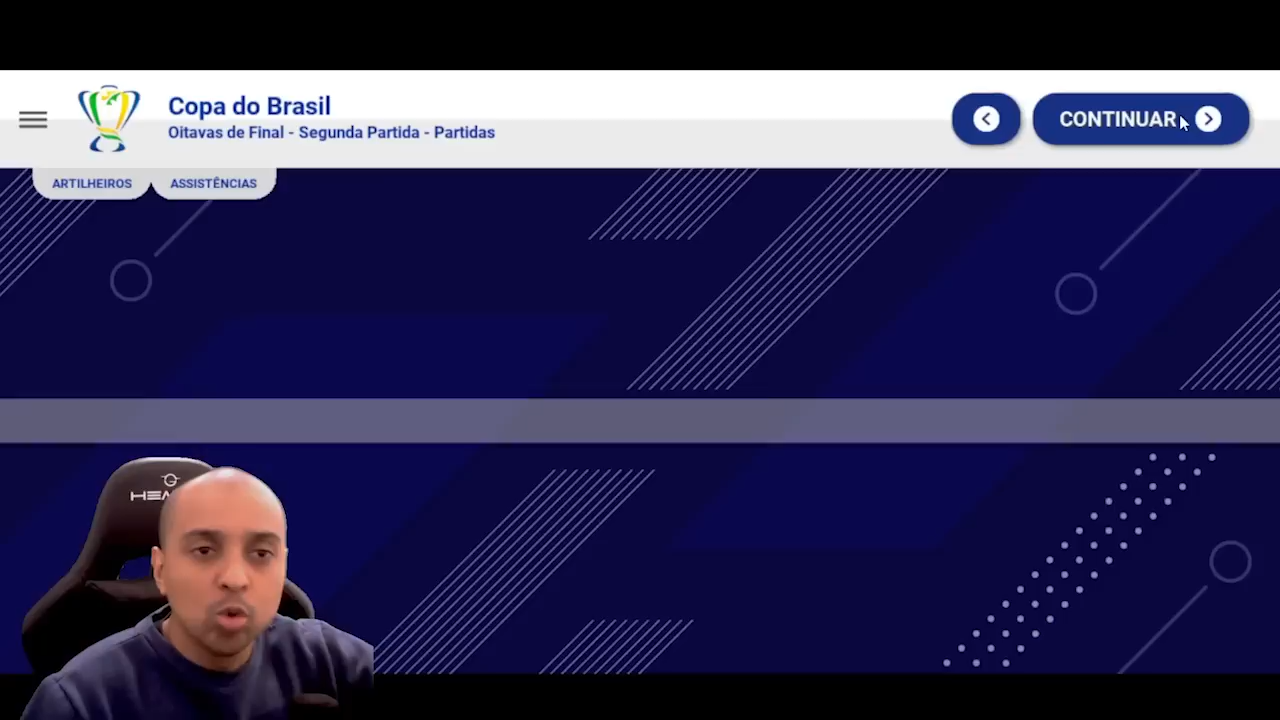 Copa do Brasil
Oitavas de Final - Segunda Partida - Partidas
CONTINUAR
ARTILHEIROS
ASSISTÊNCIAS